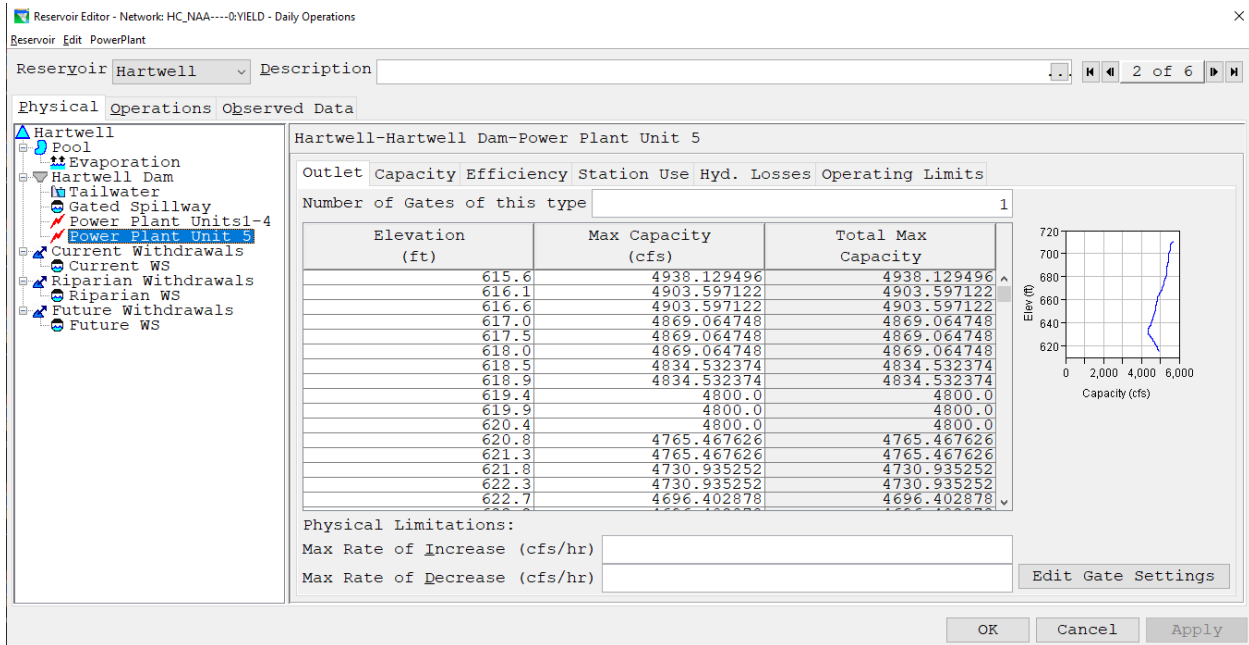 Reservoir Editor - Network: HC_NAA----0:YIELD - Daily Operations
Reservoir Edit PowerPlant
Reservoir Hartwell Description ... 2 of 6
Physical Operations Observed Data
Hartwell
Pool
Evaporation
Hartwell Dam
Tailwater
Gated Spillway
Power Plant Units1-4
Power Plant Unit 5
Current Withdrawals
Current WS
Riparian Withdrawals
Riparian WS
Future Withdrawals
Future WS
Hartwell-Hartwell Dam-Power Plant Unit 5
Outlet Capacity Efficiency Station Use Hyd. Losses Operating Limits
Number of Gates of this type 1
Elevation (ft) Max Capacity (cfs) Total Max Capacity
615.6 4938.129496 4938.129496
616.1 4903.597122 4903.597122
616.6 4903.597122 4903.597122
617.0 4869.064748 4869.064748
617.5 4869.064748 4869.064748
618.0 4869.064748 4869.064748
618.5 4834.532374 4834.532374
618.9 4834.532374 4834.532374
619.4 4800.0 4800.0
619.9 4800.0 4800.0
620.4 4800.0 4800.0
620.8 4765.467626 4765.467626
621.3 4765.467626 4765.467626
621.8 4730.935252 4730.935252
622.3 4730.935252 4730.935252
622.7 4696.402878 4696.402878
720
700
680
660
640
620
Elev (ft)
0 2,000 4,000 6,000
Capacity (cfs)
Physical Limitations:
Max Rate of Increase (cfs/hr)
Max Rate of Decrease (cfs/hr)
Edit Gate Settings
OK Cancel Apply